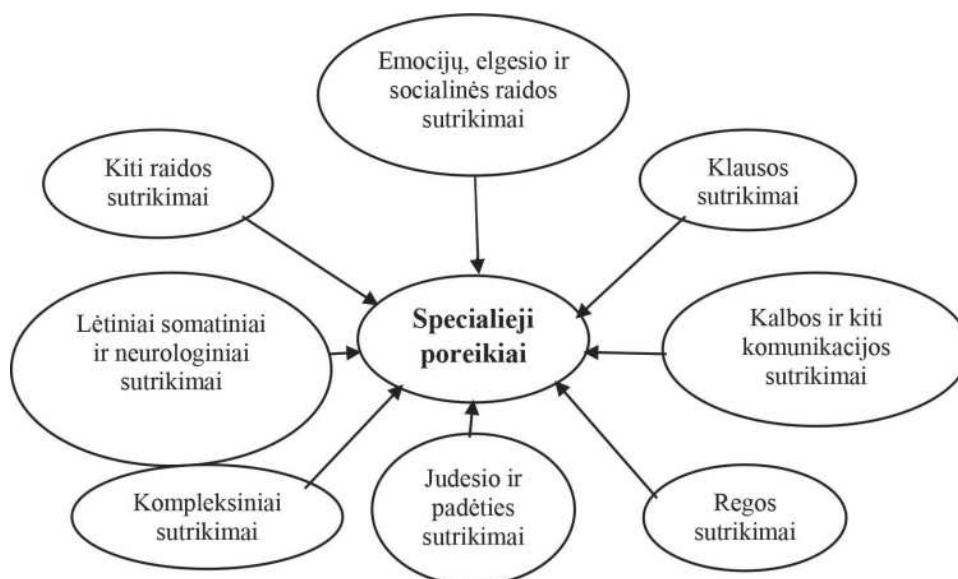 Emocijų, elgesio ir
socialinės raidos
sutrikimai
Kiti raidos
sutrikimai
Klausos
sutrikimai
Lėtiniai somatiniai
ir neurologiniai
sutrikimai
Specialieji
poreikiai
Kalbos ir kiti
komunikacijos
sutrikimai
Kompleksiniai
sutrikimai
Judesio ir
padėties
sutrikimai
Regos
sutrikimai